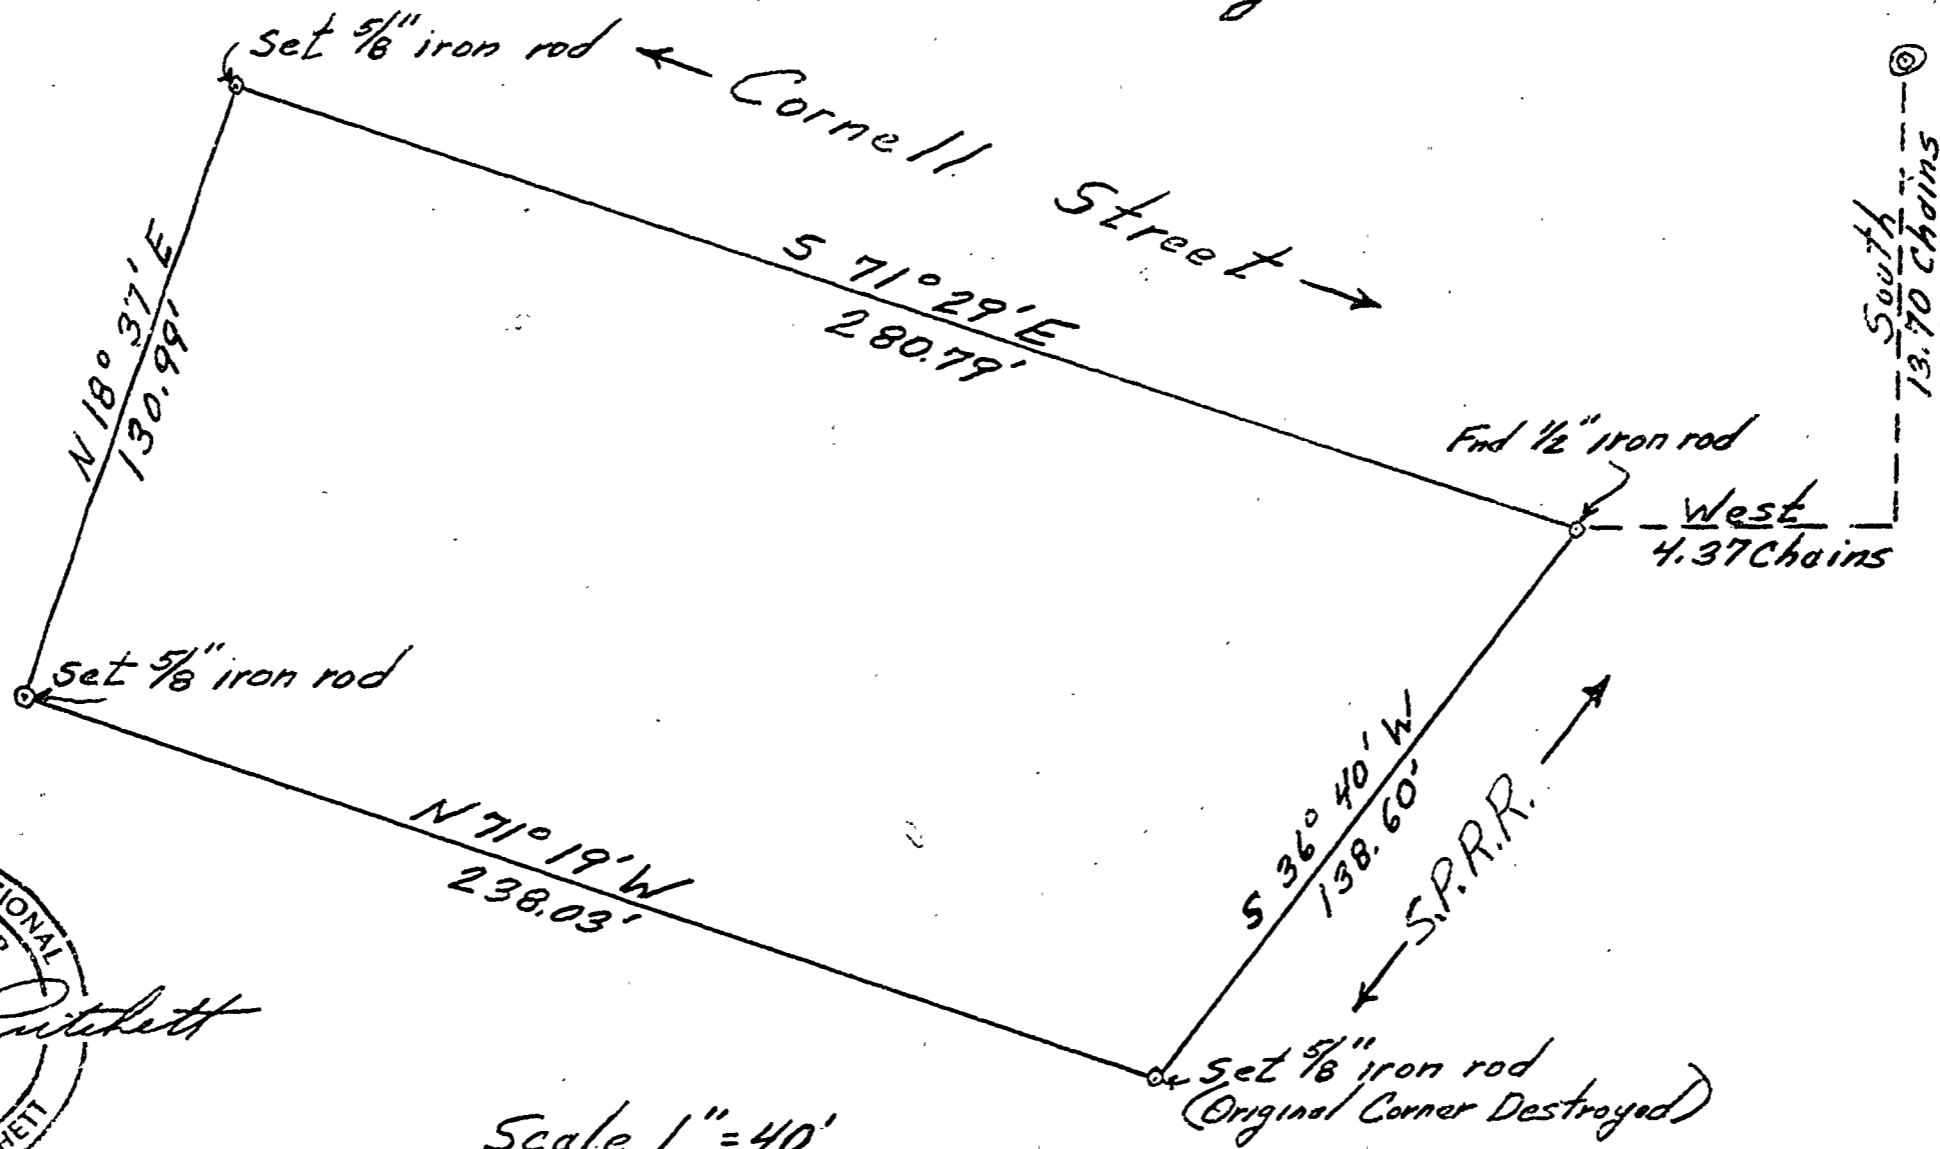 Set 5/8" iron rod
Cornell Street
South
13.70 Chains
N 18° 37' E
130.99'
S 71° 29' E
280.79'
Fnd 1/2" iron rod
West
4.37 Chains
Set 5/8" iron rod
N 71° 19' W
238.03'
S 36° 40' W
138.60'
S.P.R.R.
Set 5/8" iron rod
(Original Corner Destroyed)
Scale 1" = 40'